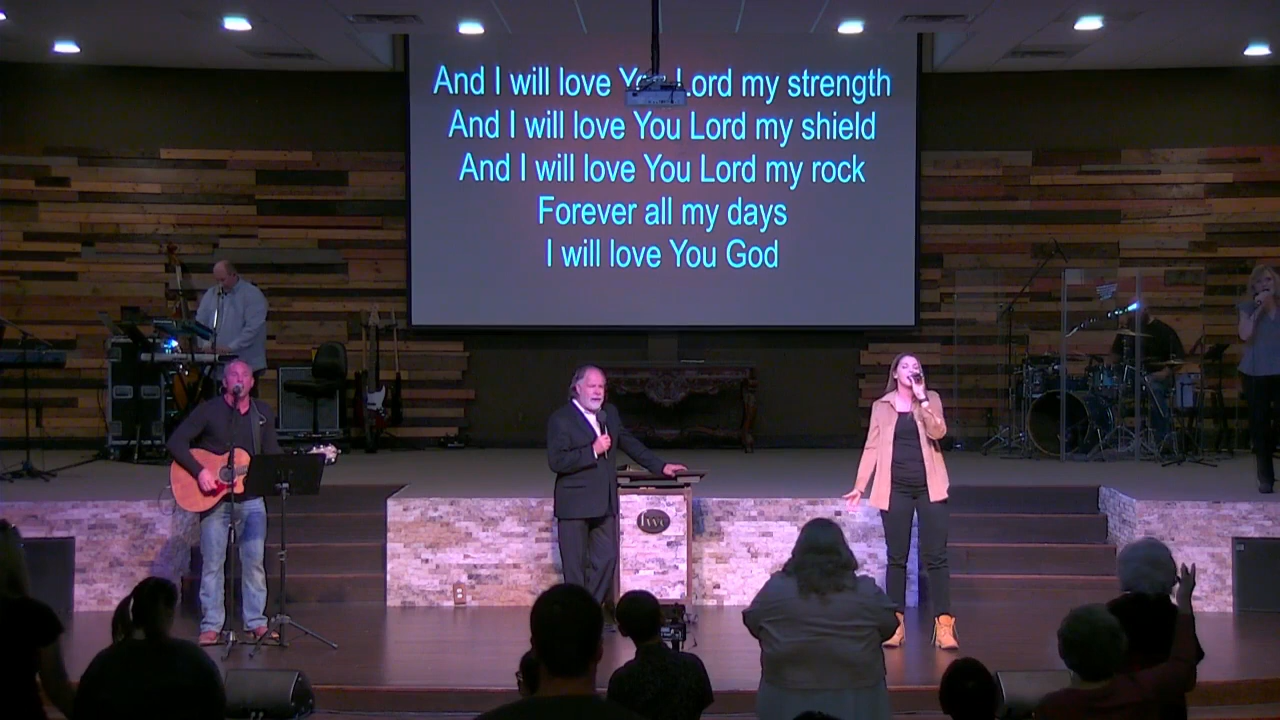 And I will love You Lord my strength
And I will love You Lord my shield
And I will love You Lord my rock
Forever all my days
I will love You God
fwc